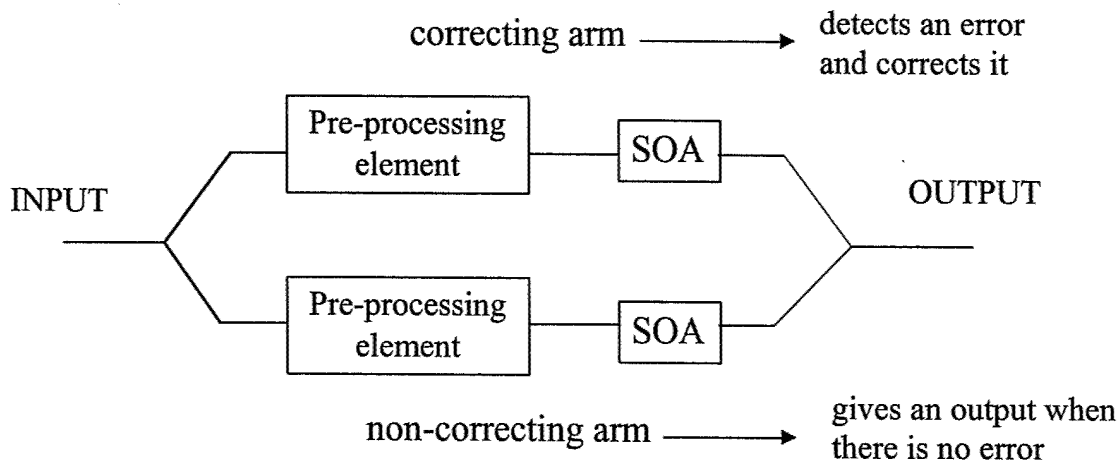 correcting arm
detects an error
and corrects it
Pre-processing
element
SOA
INPUT
OUTPUT
Pre-processing
element
SOA
non-correcting arm
gives an output when
there is no error